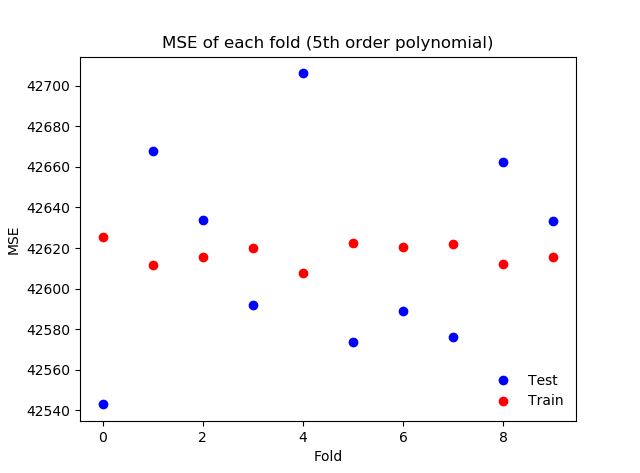 MSE of each fold (5th order polynomial)
MSE
42700
42680
42660
42640
42620
42600
42580
42560
42540
0 2 4 6 8
Fold
Test
Train